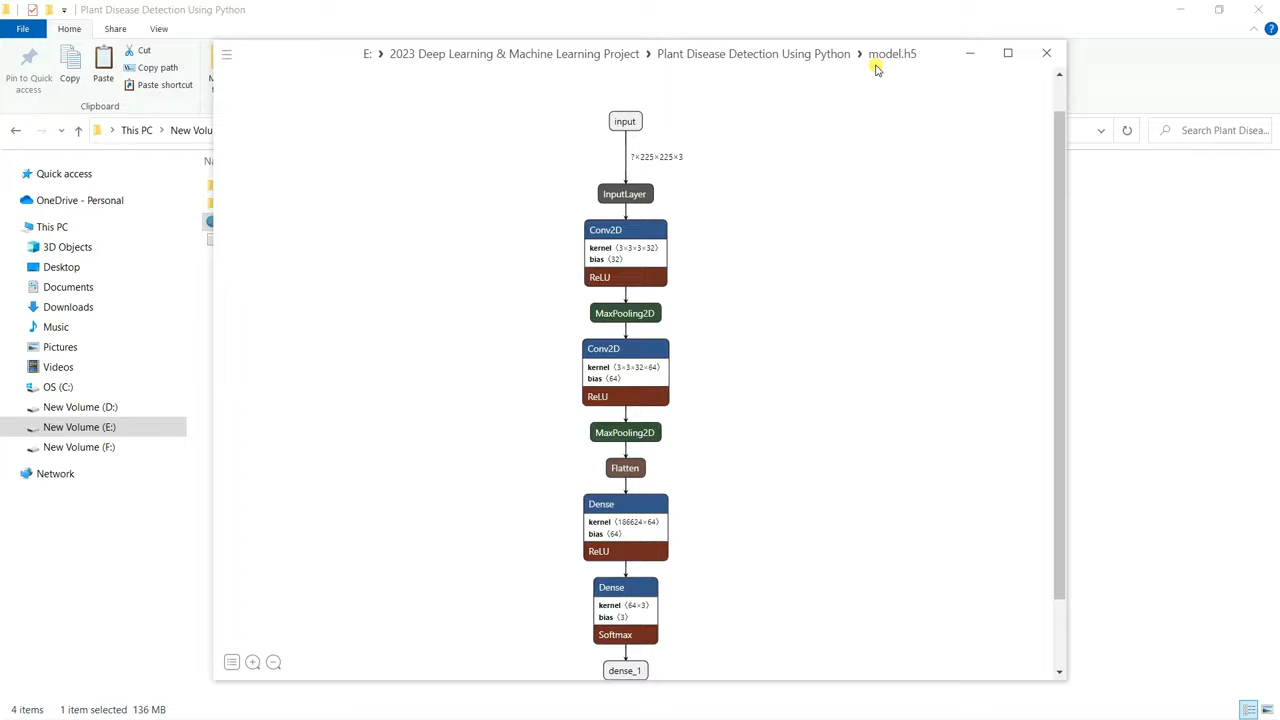 Plant Disease Detection Using Python
File
Home
Share
View
Pin to Quick
access
Copy
Paste
Cut
Copy path
Paste shortcut
Clipboard
This PC
New Volu
Search Plant Disea...
Quick access
OneDrive - Personal
This PC
3D Objects
Desktop
Documents
Downloads
Music
Pictures
Videos
OS (C:)
New Volume (D:)
New Volume (E:)
New Volume (F:)
Network
E: > 2023 Deep Learning & Machine Learning Project > Plant Disease Detection Using Python > model.h5
input
?×225×225×3
InputLayer
Conv2D
kernel ⟨3×3×3×32⟩
bias ⟨32⟩
ReLU
MaxPooling2D
Conv2D
kernel ⟨3×3×32×64⟩
bias ⟨64⟩
ReLU
MaxPooling2D
Flatten
Dense
kernel ⟨186624×64⟩
bias ⟨64⟩
ReLU
Dense
kernel ⟨64×3⟩
bias ⟨3⟩
Softmax
dense_1
4 items
1 item selected 136 MB